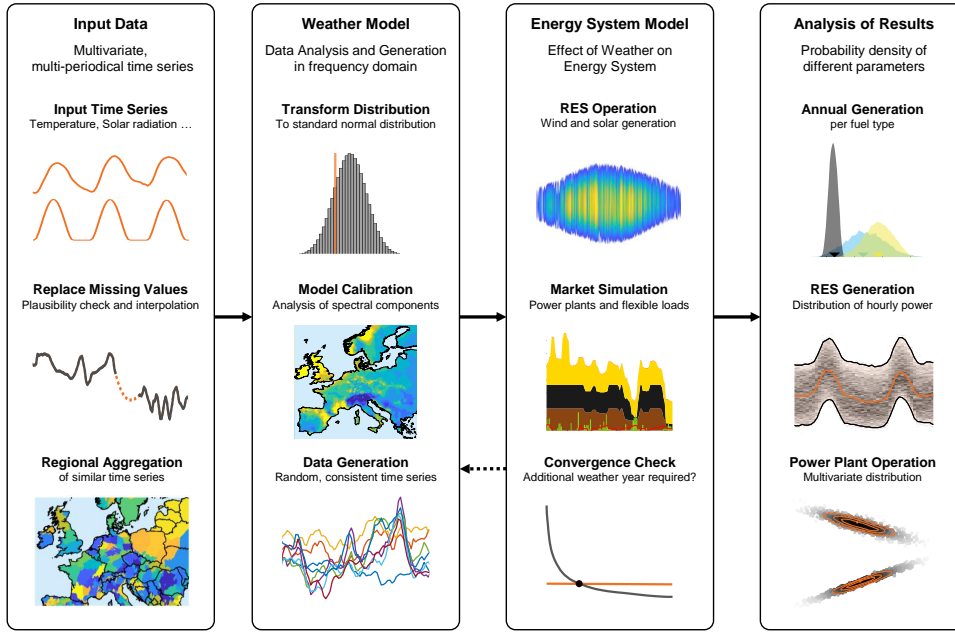 Input Data
Multivariate,
multi-periodical time series
Input Time Series
Temperature, Solar radiation …
Replace Missing Values
Plausibility check and interpolation
Regional Aggregation
of similar time series
Weather Model
Data Analysis and Generation
in frequency domain
Transform Distribution
To standard normal distribution
Model Calibration
Analysis of spectral components
Data Generation
Random, consistent time series
Energy System Model
Effect of Weather on
Energy System
RES Operation
Wind and solar generation
Market Simulation
Power plants and flexible loads
Convergence Check
Additional weather year required?
Analysis of Results
Probability density of
different parameters
Annual Generation
per fuel type
RES Generation
Distribution of hourly power
Power Plant Operation
Multivariate distribution